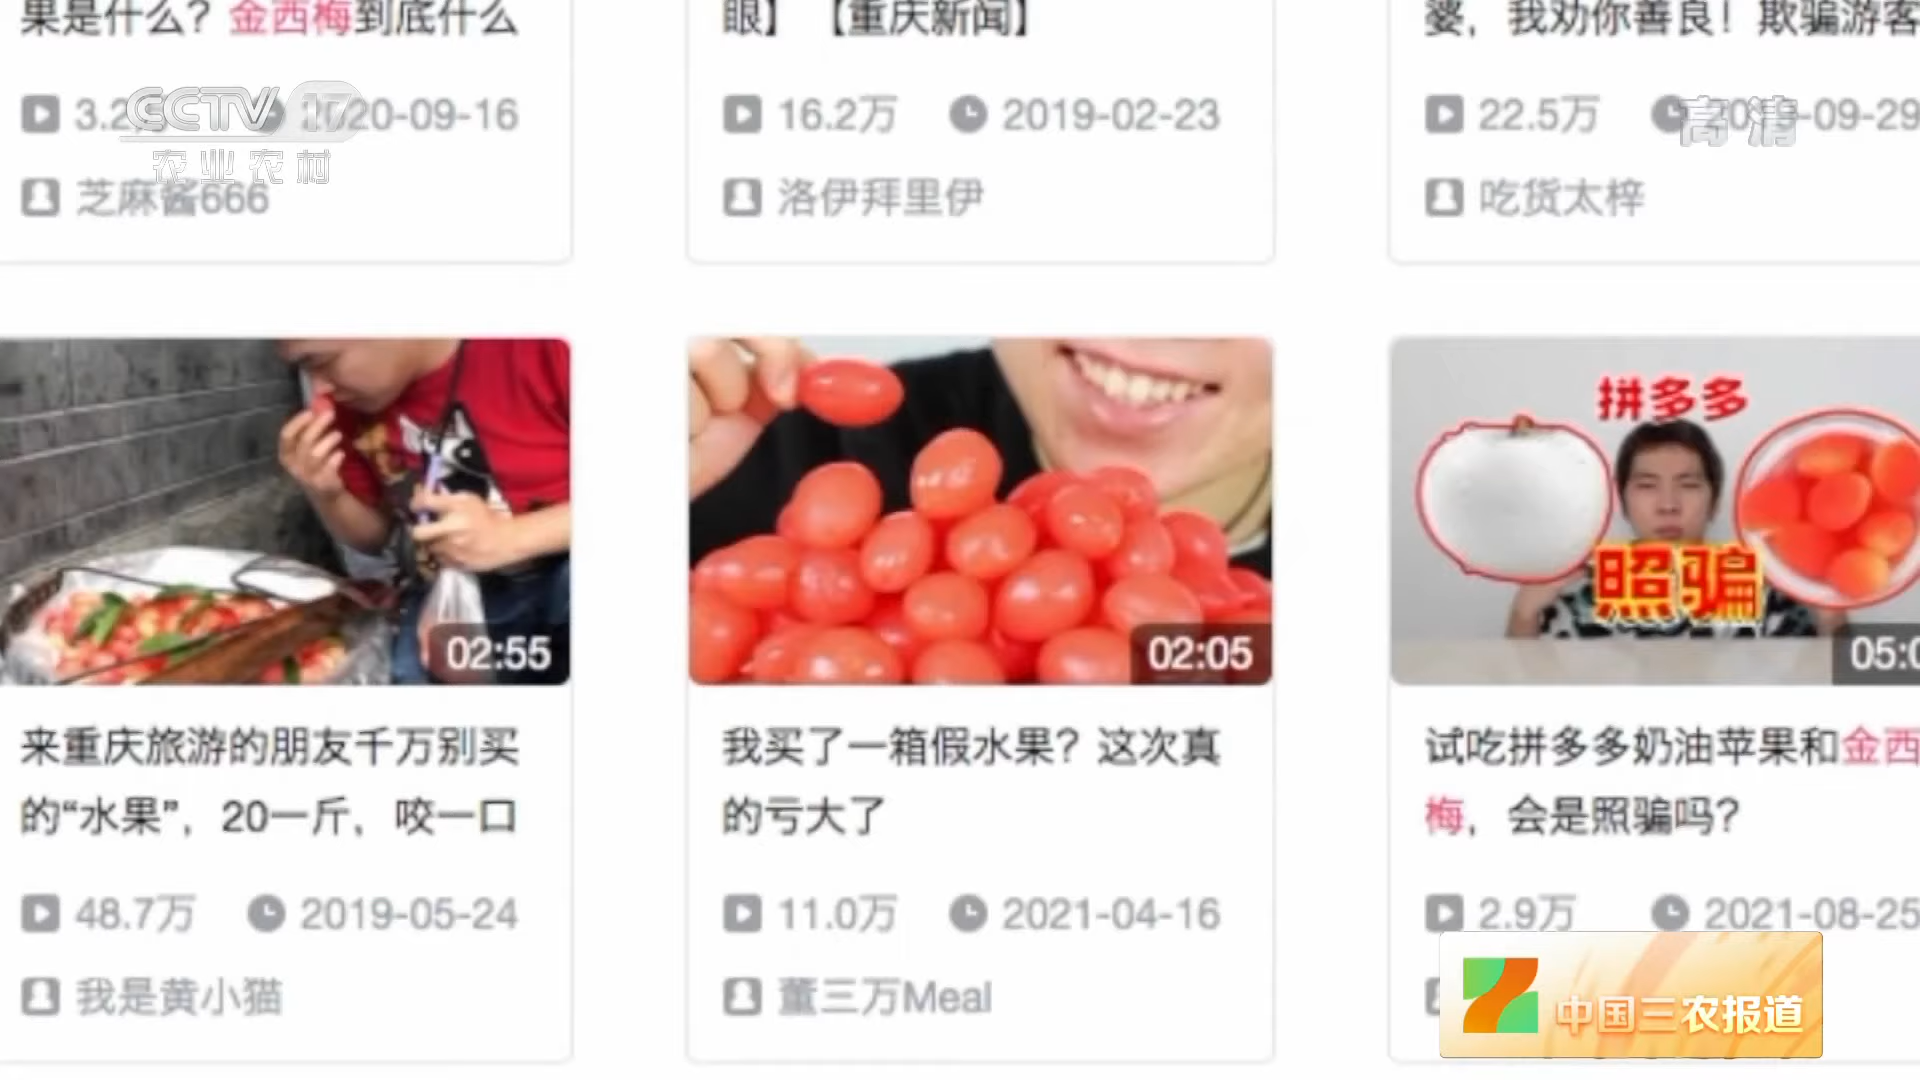 果是什么？金西梅到底什么
眼】 【重庆新闻】
婆，我劝你善良！欺骗游客
3.2万 2020-09-16
16.2万 2019-02-23
22.5万 2019-09-29
CCTV 17
农业农村
高清
芝麻酱666
洛伊拜里伊
吃货太梓
拼多多
照骗
02:55
02:05
05:0
来重庆旅游的朋友千万别买
的“水果”，20一斤，咬一口
我买了一箱假水果？这次真
的亏大了
试吃拼多多奶油苹果和金西
梅，会是照骗吗？
48.7万 2019-05-24
11.0万 2021-04-16
2.9万 2021-08-25
我是黄小猫
董三万Meal
中国三农报道